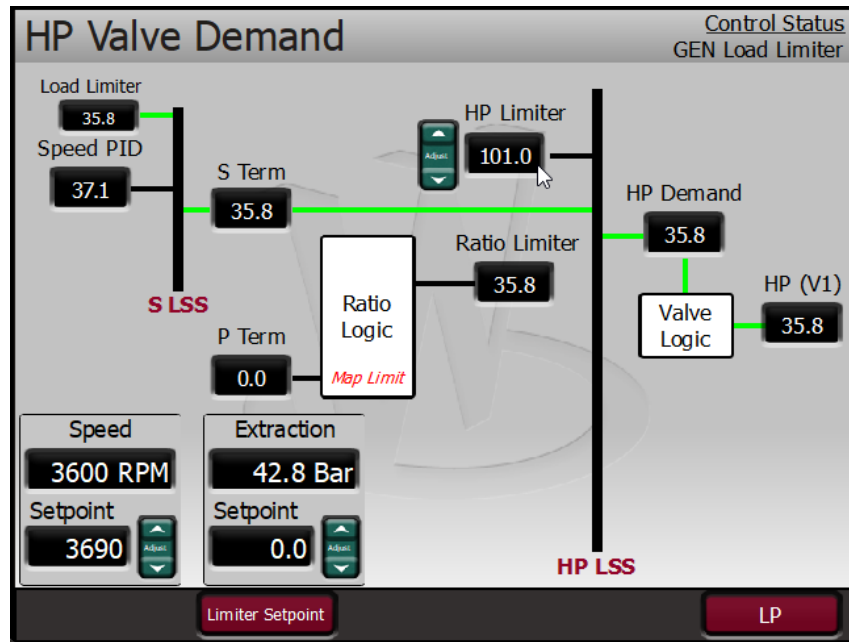 HP Valve Demand
Control Status
GEN Load Limiter
Load Limiter
35.8
Speed PID
37.1
S Term
35.8
S LSS
HP Limiter
Adjust
101.0
Ratio Limiter
35.8
Ratio
Logic
Map Limit
P Term
0.0
HP Demand
35.8
HP (V1)
Valve
Logic
35.8
Speed
3600 RPM
Setpoint
3690
Adjust
Extraction
42.8 Bar
Setpoint
0.0
Adjust
HP LSS
Limiter Setpoint
LP